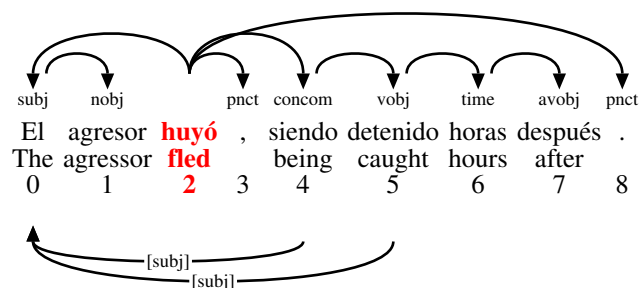 subj nobj pnct concom vobj time avobj pnct
El agresor huyó , siendo detenido horas después .
The agressor fled being caught hours after
0 1 2 3 4 5 6 7 8
[subj]
[subj]